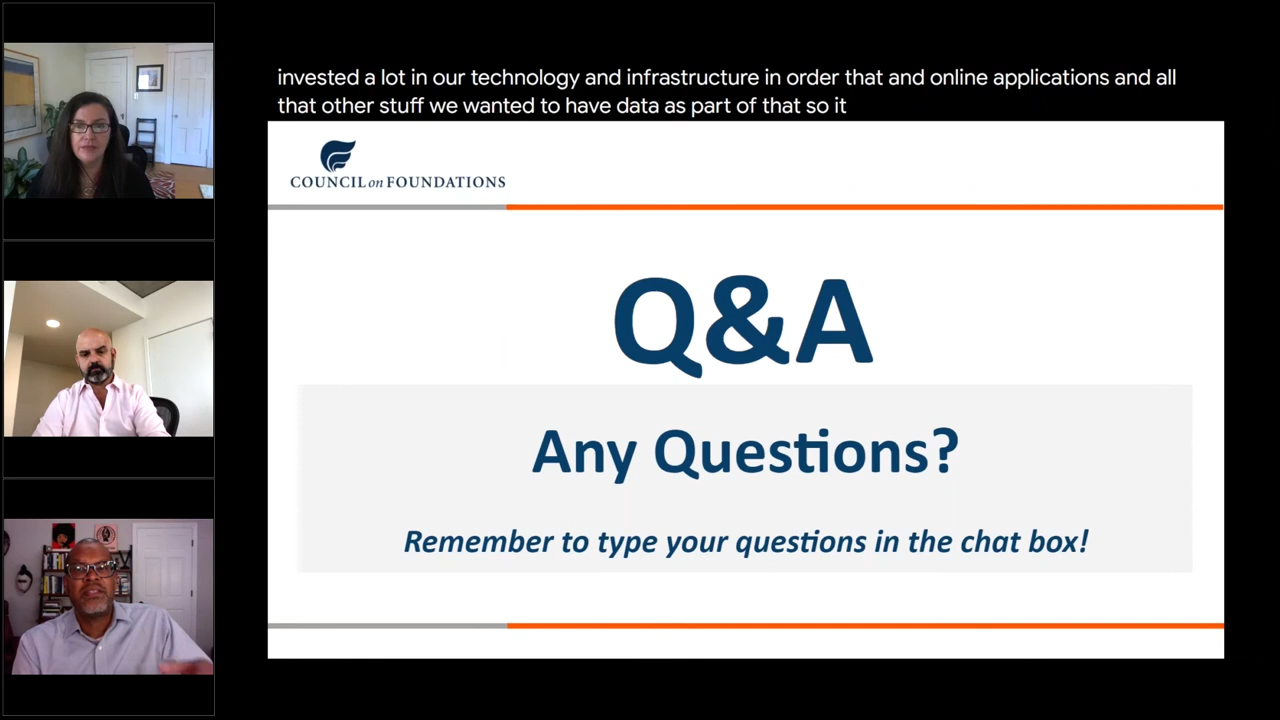 invested a lot in our technology and infrastructure in order that and online applications and all
that other stuff we wanted to have data as part of that so it
COUNCIL on FOUNDATIONS
Q&A
Any Questions?
Remember to type your questions in the chat box!